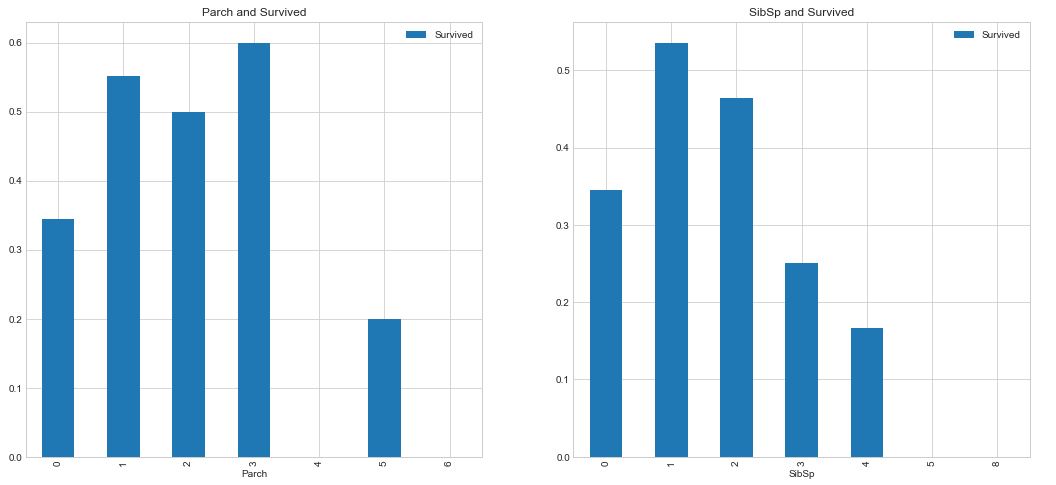 Parch and Survived
Survived
0.6
0.5
0.4
0.3
0.2
0.1
0.0
0 1 2 3 4 5 6
Parch
SibSp and Survived
Survived
0.5
0.4
0.3
0.2
0.1
0.0
0 1 2 3 4 5 8
SibSp